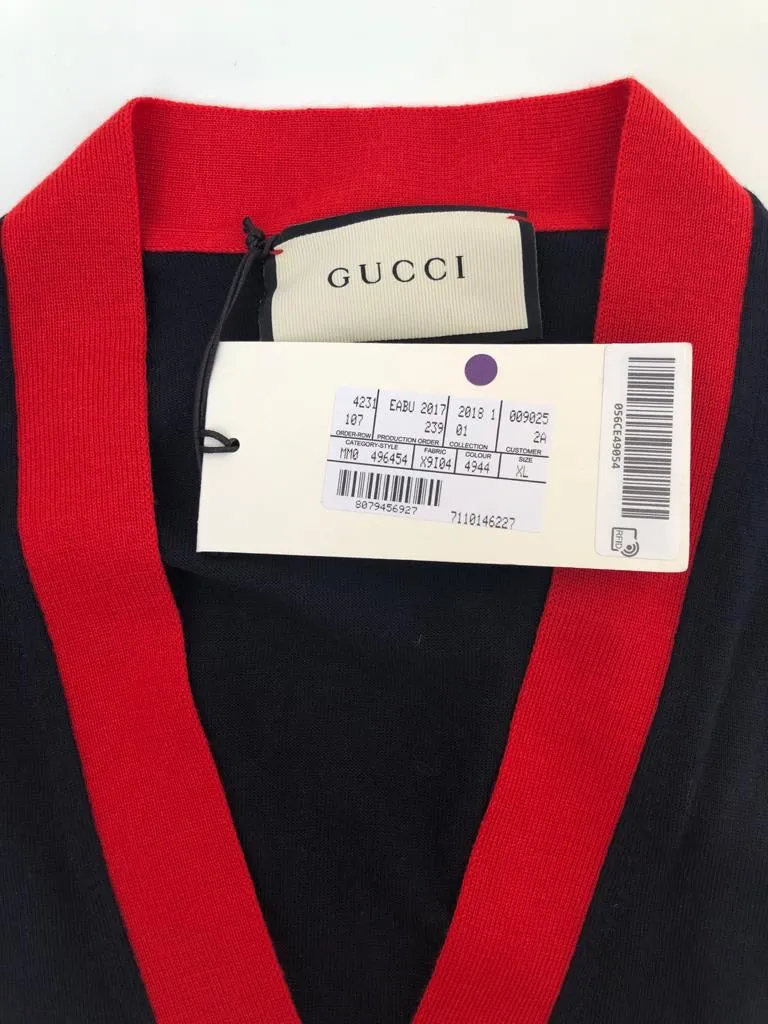 GUCCI
4231 EABU 2017 2018 1 009025
107 239 01 2A
ORDER-ROW PRODUCTION ORDER COLLECTION CUSTOMER
CATEGORY-STYLE FABRIC COLOUR SIZE
MM0 496454 X9I04 4944 XL
8079456927 7110146227
056CE49054
RFID